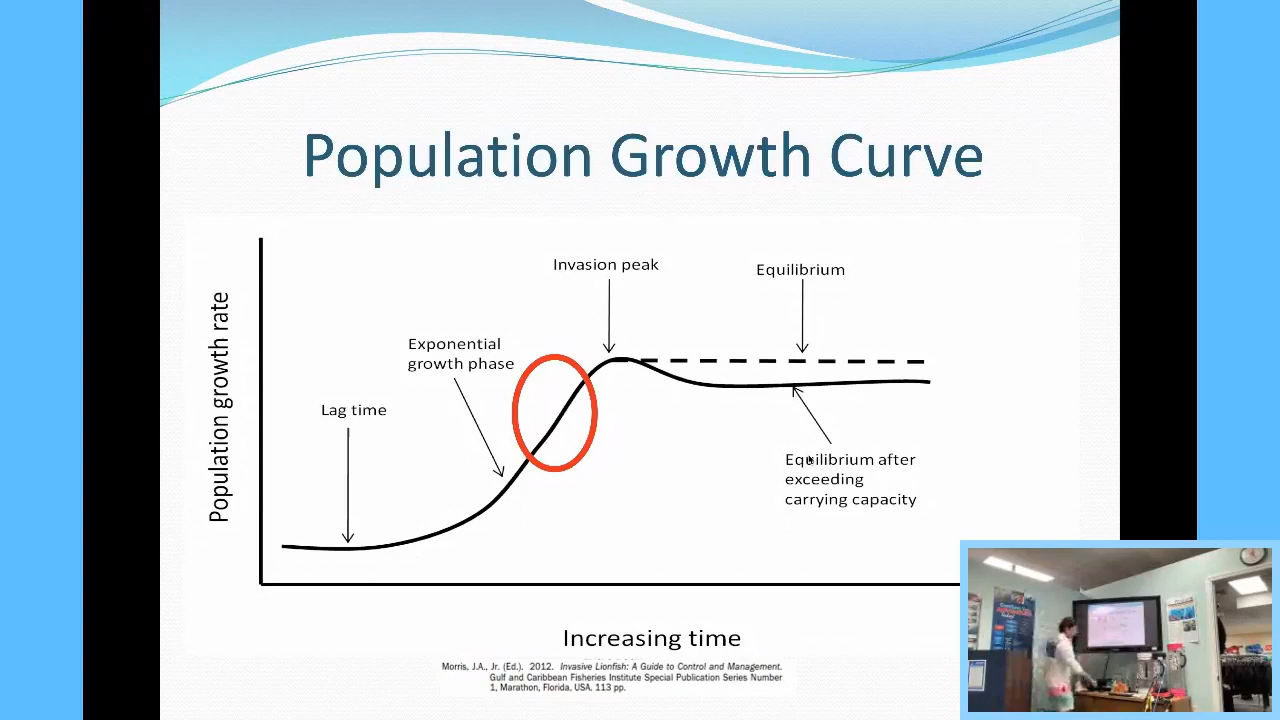 Population Growth Curve
Invasion peak
Equilibrium
Exponential
growth phase
Lag time
Population growth rate
Equilibrium after
exceeding
carrying capacity
Increasing time
Morris, J.A., Jr. (Ed.). 2012. Invasive Lionfish: A Guide to Control and Management.
Gulf and Caribbean Fisheries Institute Special Publication Series Number
1, Marathon, Florida, USA. 113 pp.